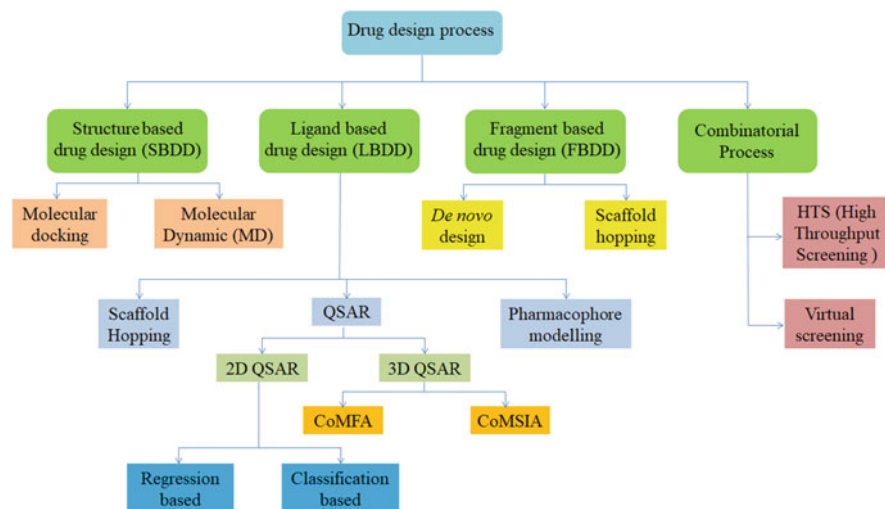 Drug design process
Structure based
drug design (SBDD)
Ligand based
drug design (LBDD)
Fragment based
drug design (FBDD)
Combinatorial
Process
Molecular
docking
Molecular
Dynamic (MD)
De novo
design
Scaffold
hopping
HTS (High
Throughput
Screening )
Scaffold
Hopping
QSAR
Pharmacophore
modelling
Virtual
screening
2D QSAR
3D QSAR
CoMFA
CoMSIA
Regression
based
Classification
based